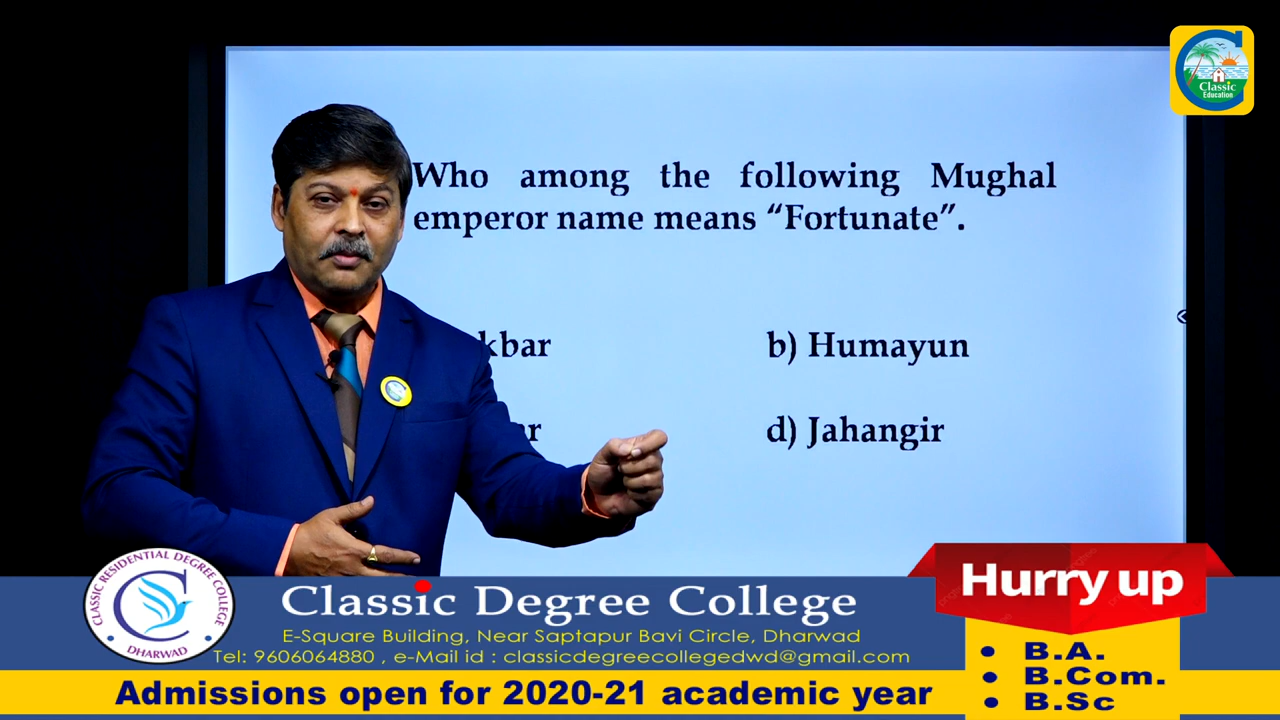 Classic
Education
Who among the following Mughal
emperor name means “Fortunate”.
kbar b) Humayun
r d) Jahangir
CLASSIC RESIDENTIAL DEGREE COLLEGE
DHARWAD
Classic Degree College
E-Square Building, Near Saptapur Bavi Circle, Dharwad
Tel: 9606064880 , e-Mail id : classicdegreecollegedwd@gmail.com
Admissions open for 2020-21 academic year
Hurry up
• B.A.
• B.Com.
• B.Sc